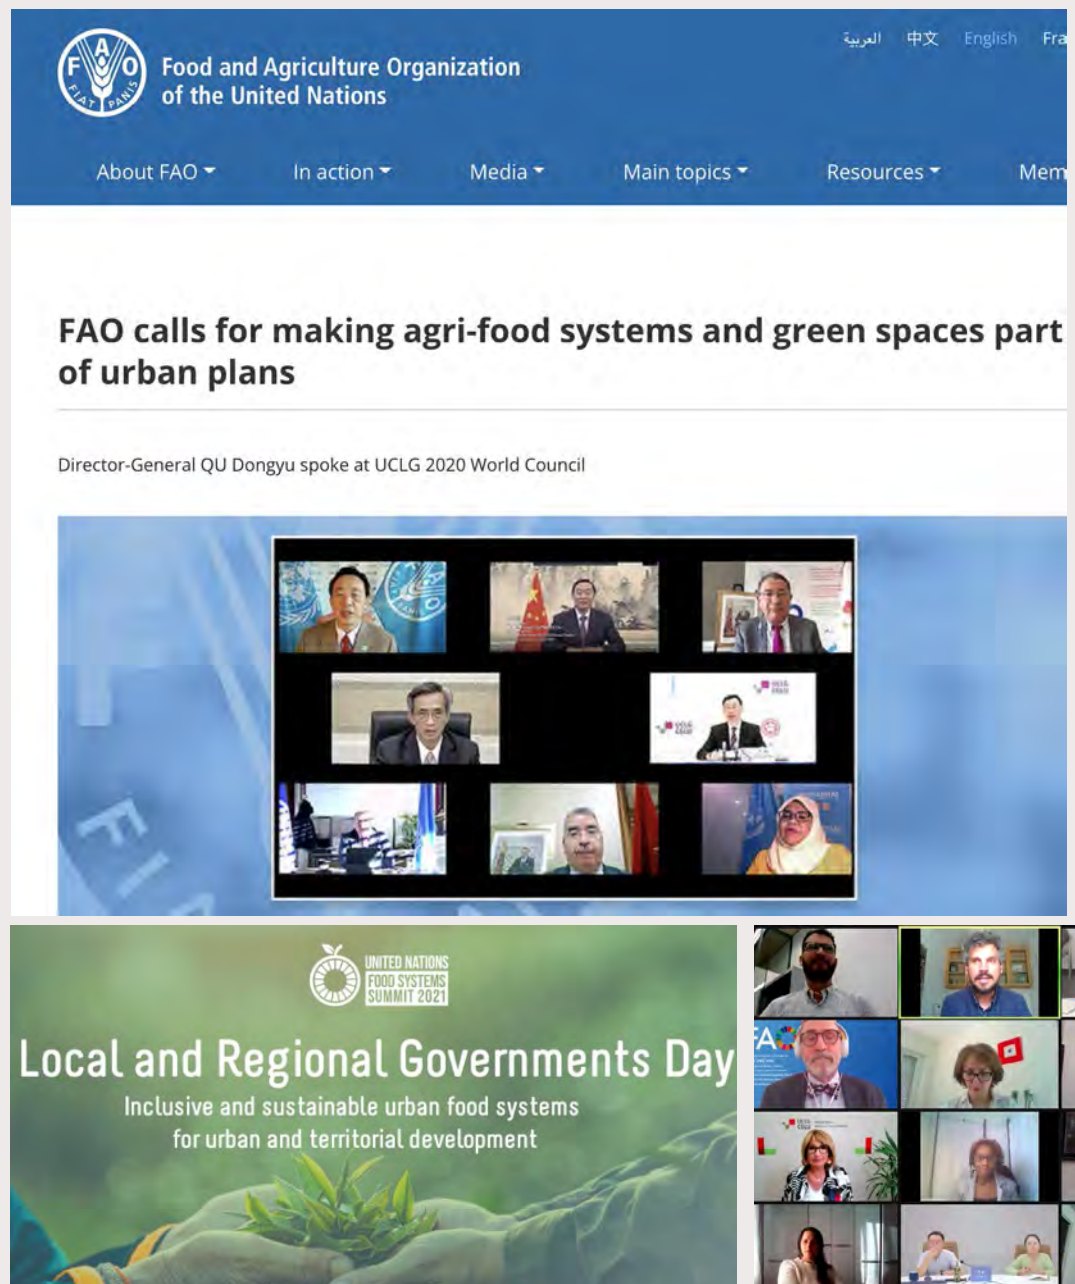 العربية 中文 English Fra
FAO
FIAT PANIS
Food and Agriculture Organization
of the United Nations
About FAO In action Media Main topics Resources Mem
FAO calls for making agri-food systems and green spaces part
of urban plans
Director-General QU Dongyu spoke at UCLG 2020 World Council
UNITED NATIONS
FOOD SYSTEMS
SUMMIT 2021
Local and Regional Governments Day
Inclusive and sustainable urban food systems
for urban and territorial development